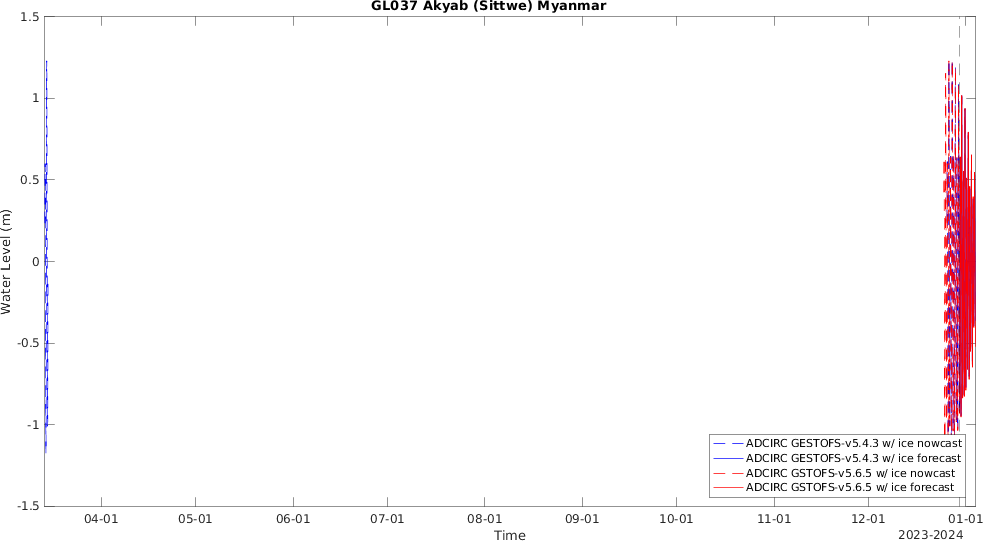 GL037 Akyab (Sittwe) Myanmar
1.5
1
0.5
0
-0.5
-1
-1.5
Water Level (m)
ADCIRC GESTOFS-v5.4.3 w/ ice nowcast
ADCIRC GESTOFS-v5.4.3 w/ ice forecast
ADCIRC GSTOFS-v5.6.5 w/ ice nowcast
ADCIRC GSTOFS-v5.6.5 w/ ice forecast
04-01 05-01 06-01 07-01 08-01 09-01 10-01 11-01 12-01 01-01
Time
2023-2024